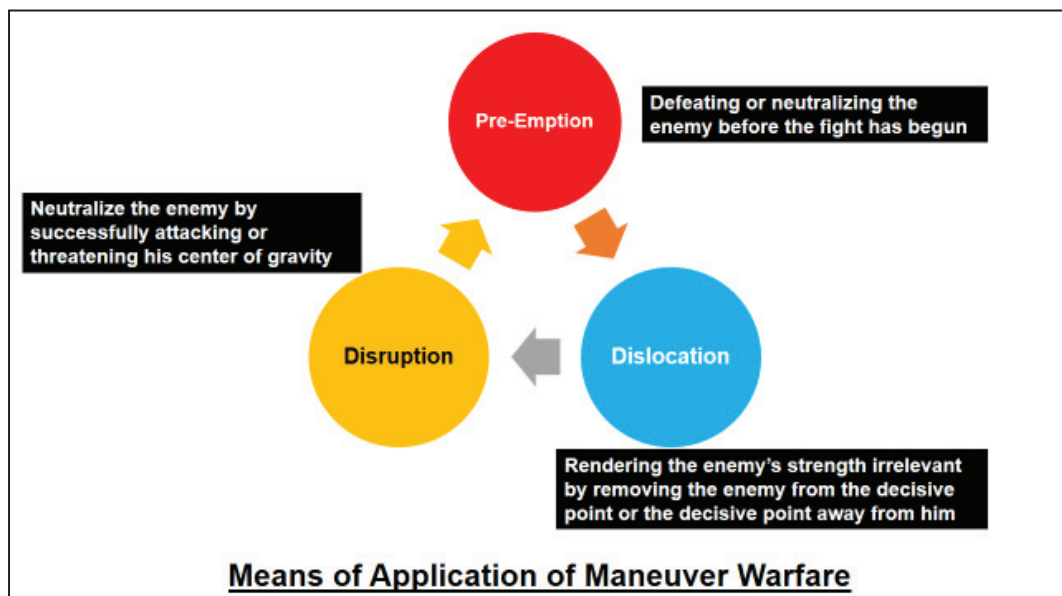 Pre-Emption
Defeating or neutralizing the
enemy before the fight has begun
Neutralize the enemy by
successfully attacking or
threatening his center of gravity
Disruption
Dislocation
Rendering the enemy's strength irrelevant
by removing the enemy from the decisive
point or the decisive point away from him
Means of Application of Maneuver Warfare